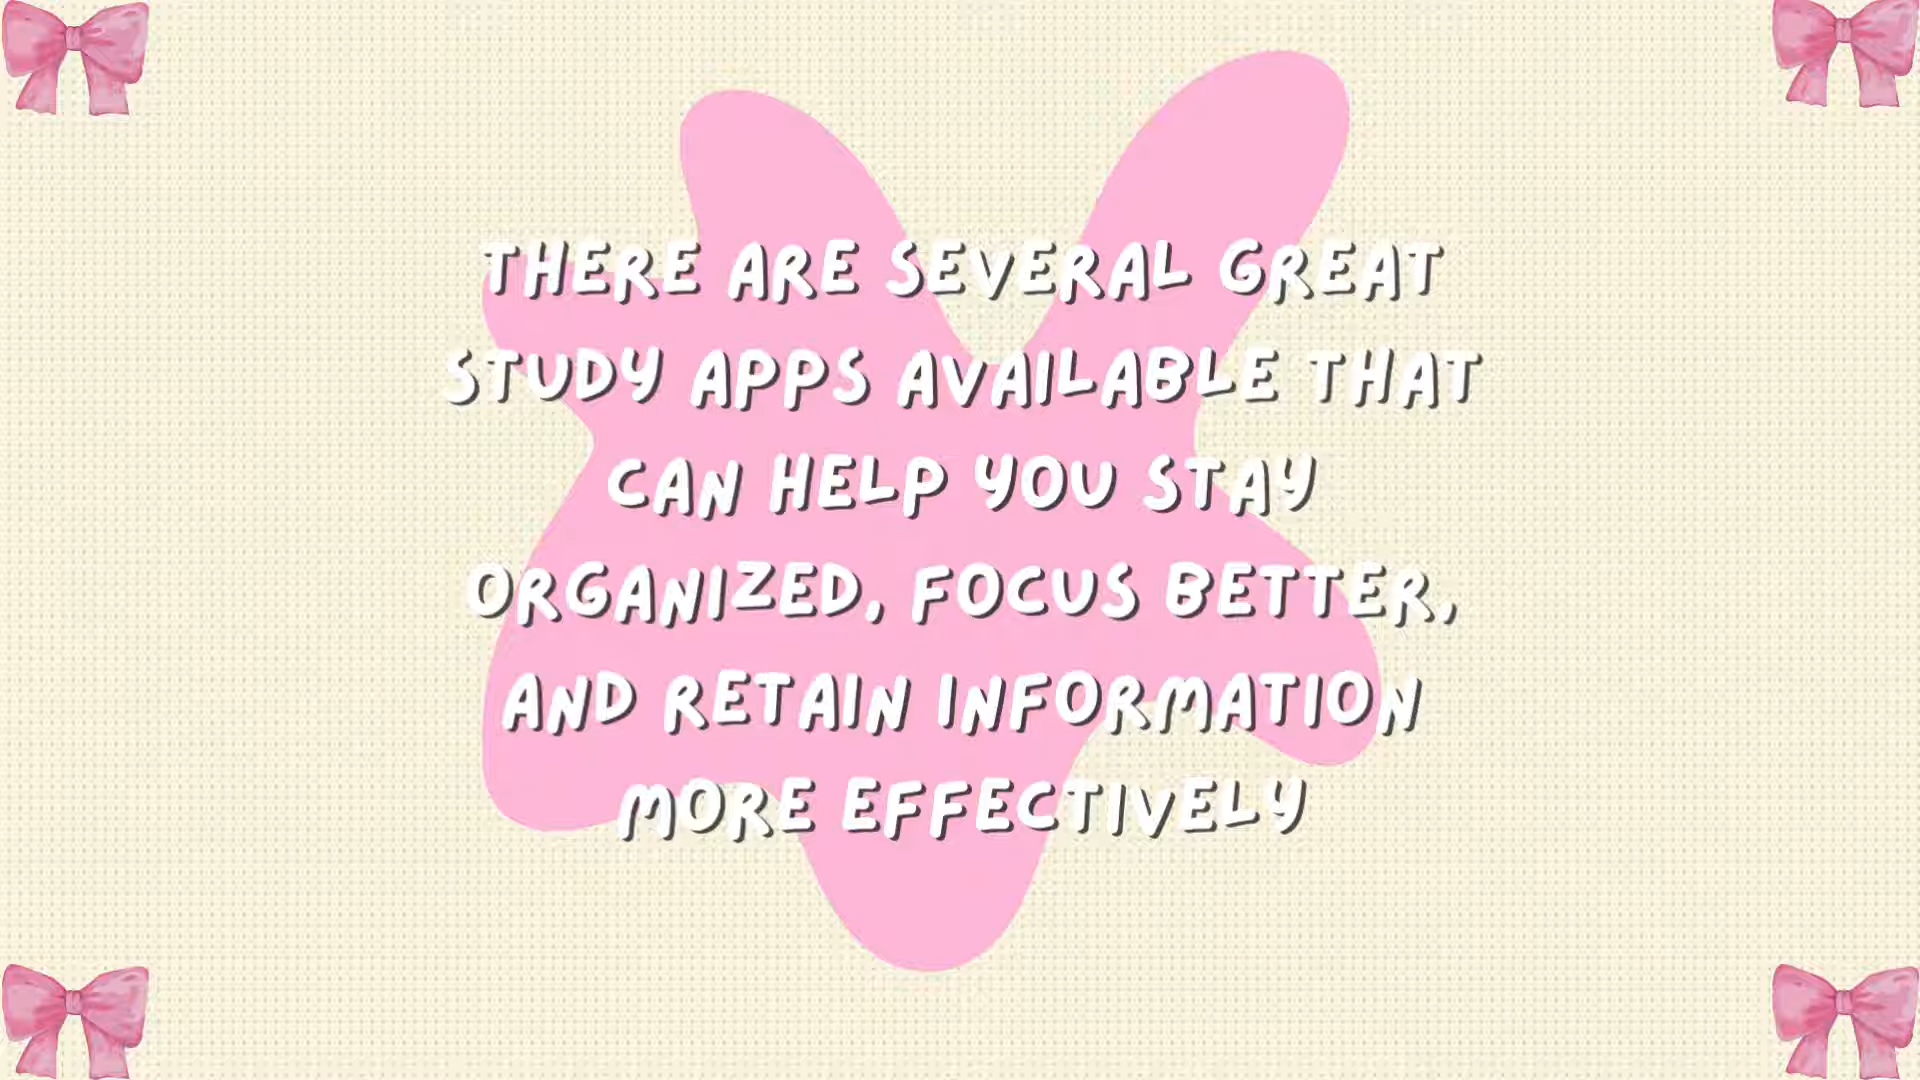 THERE ARE SEVERAL GREAT
STUDY APPS AVAILABLE THAT
CAN HELP YOU STAY
ORGANIZED, FOCUS BETTER,
AND RETAIN INFORMATION
MORE EFFECTIVELY